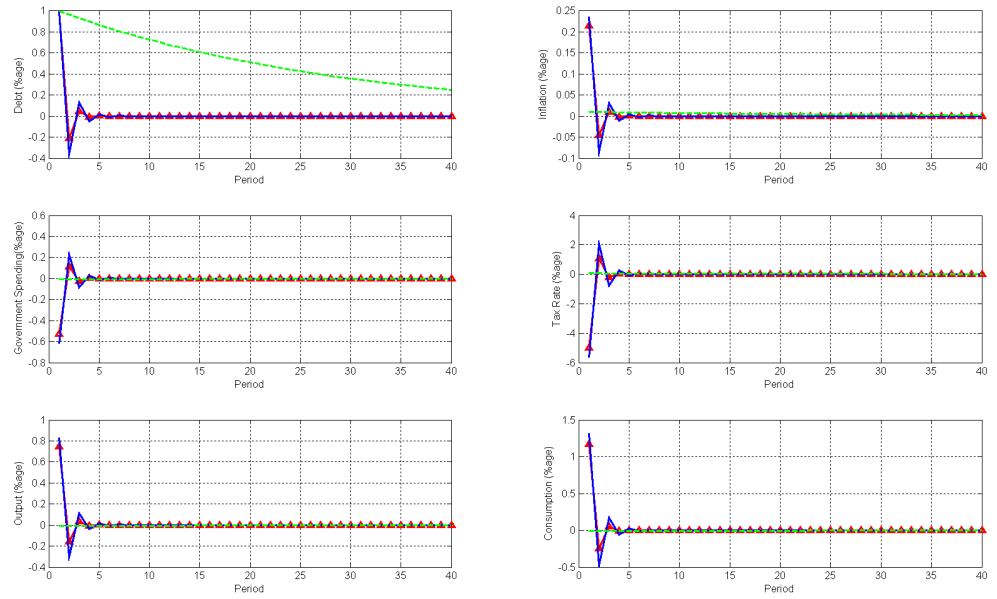 1
0.8
0.6
0.4
0.2
0
-0.2
-0.4
Debt (%age)
0 5 10 15 20 25 30 35 40
Period
0.25
0.2
0.15
0.1
0.05
0
-0.05
-0.1
Inflation (%age)
0 5 10 15 20 25 30 35 40
Period
0.6
0.4
0.2
0
-0.2
-0.4
-0.6
-0.8
Government Spending(%age)
0 5 10 15 20 25 30 35 40
Period
4
2
0
-2
-4
-6
Tax Rate (%age)
0 5 10 15 20 25 30 35 40
Period
1
0.8
0.6
0.4
0.2
0
-0.2
-0.4
Output (%age)
0 5 10 15 20 25 30 35 40
Period
1.5
1
0.5
0
-0.5
Consumption (%age)
0 5 10 15 20 25 30 35 40
Period